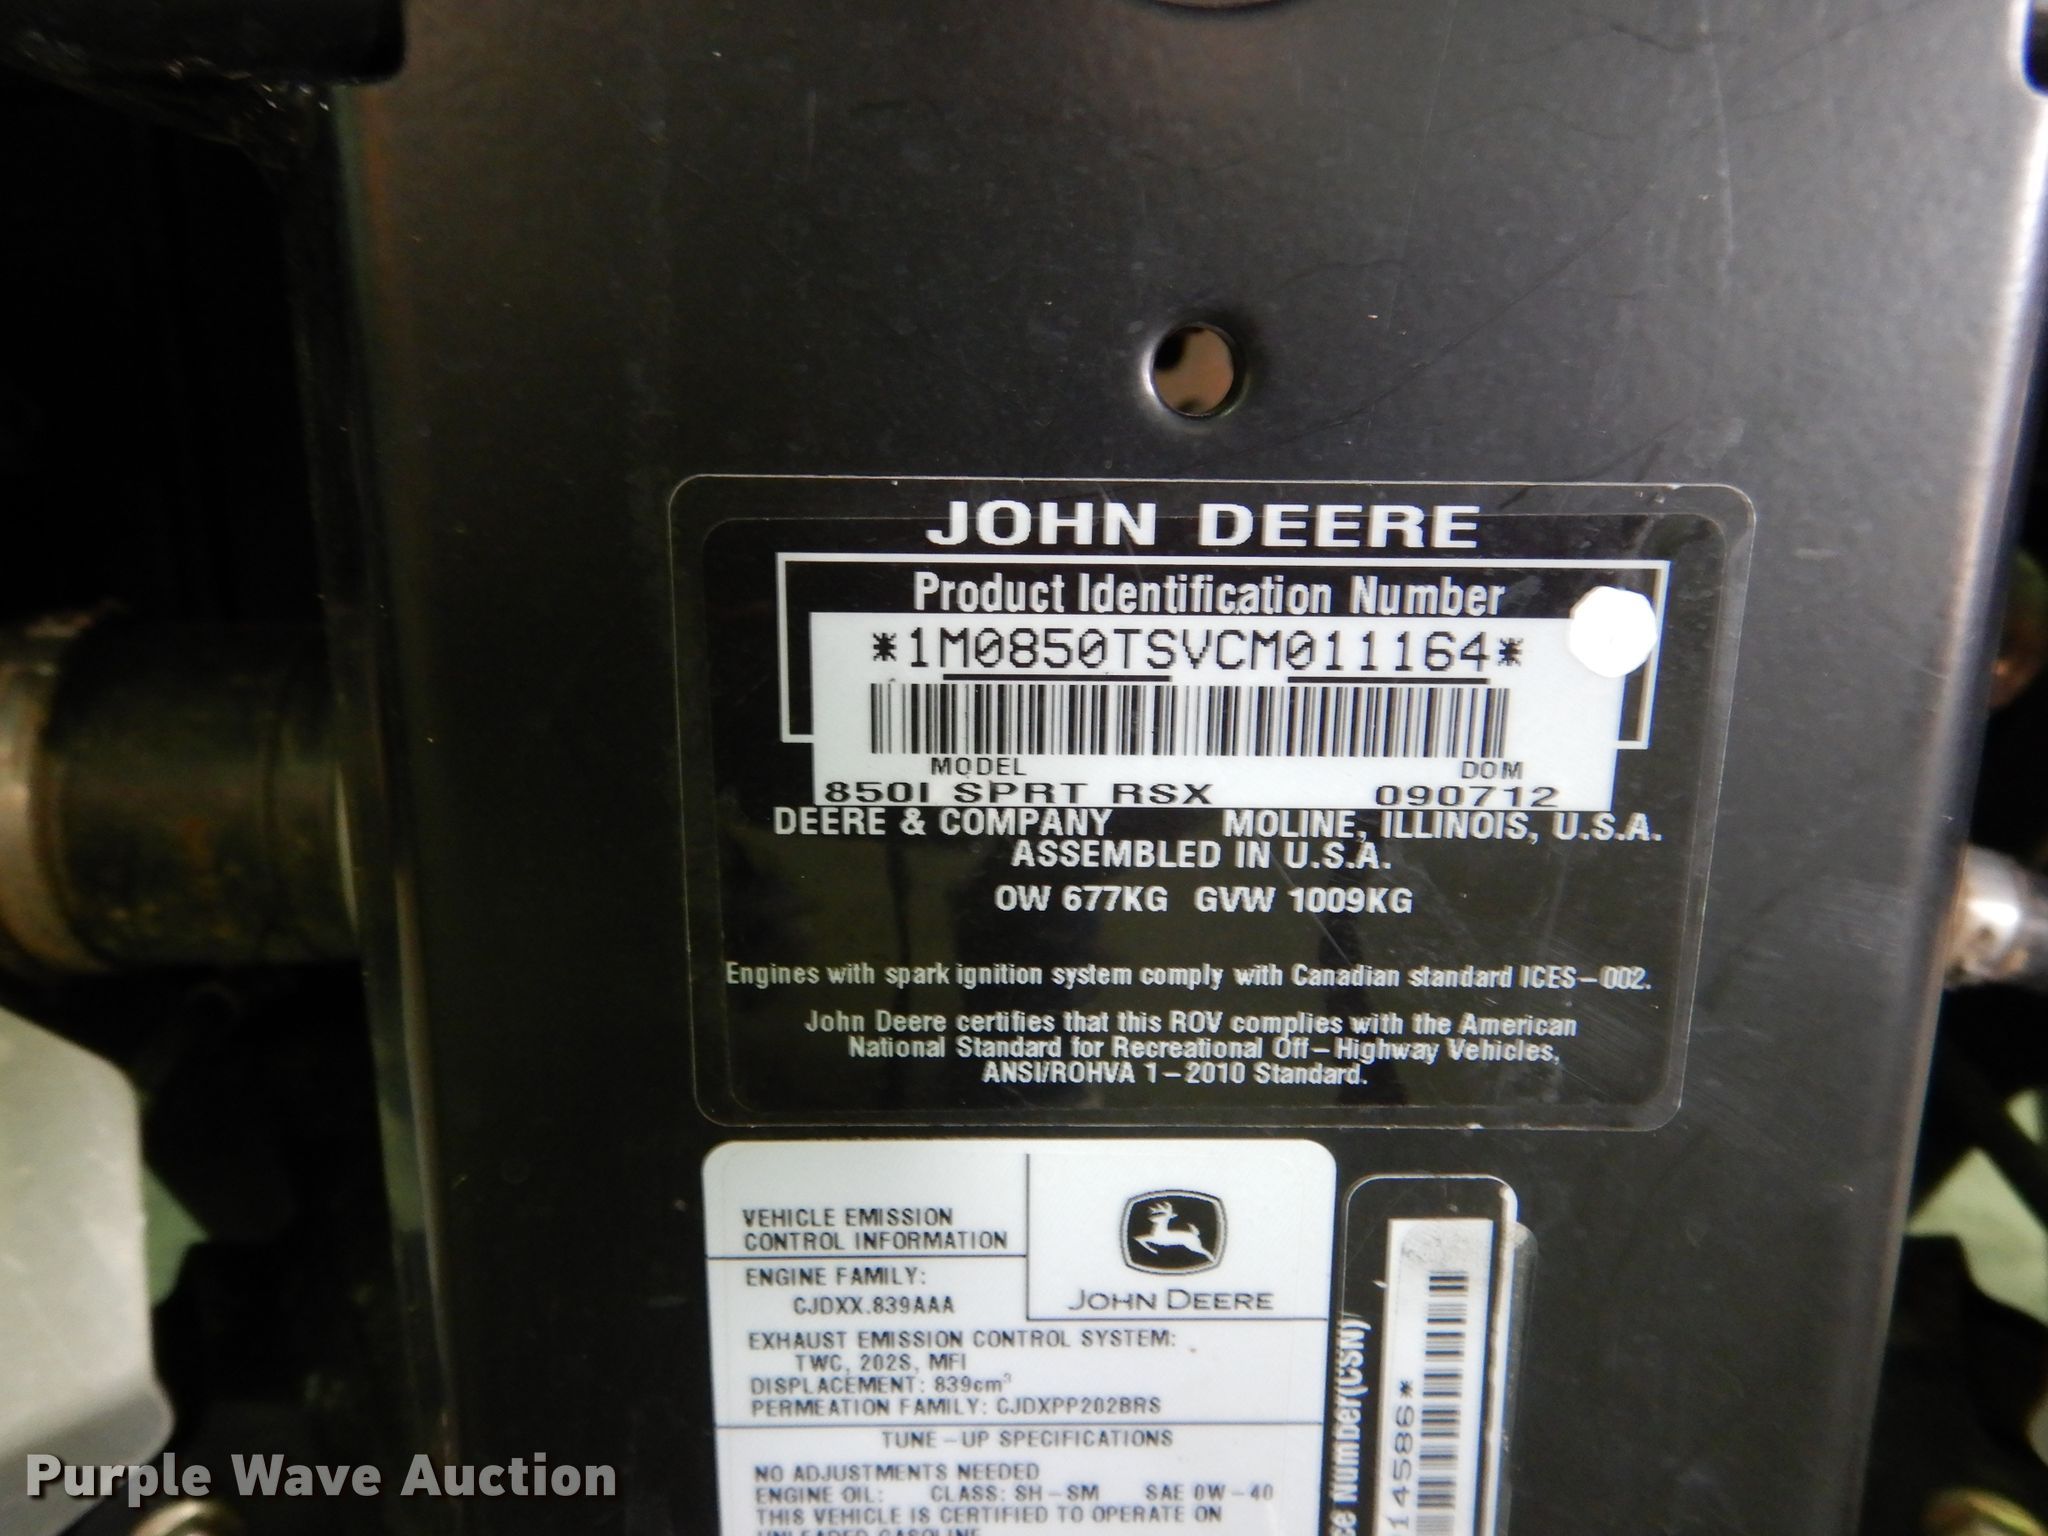 JOHN DEERE
Product Identification Number
*1M0850TSVCM011164*
MODEL DOM
850I SPRT RSX 090712
DEERE & COMPANY MOLINE, ILLINOIS, U.S.A.
ASSEMBLED IN U.S.A.
OW 677KG GVW 1009KG
Engines with spark ignition system comply with Canadian standard ICES-002.
John Deere certifies that this ROV complies with the American
National Standard for Recreational Off-Highway Vehicles,
ANSI/ROHVA 1-2010 Standard.
VEHICLE EMISSION
CONTROL INFORMATION
JOHN DEERE
ENGINE FAMILY:
CJDXX.839AAA
EXHAUST EMISSION CONTROL SYSTEM:
TWC, 202S, MFI
DISPLACEMENT: 839cm³
PERMEATION FAMILY: CJDXPP202BRS
TUNE-UP SPECIFICATIONS
NO ADJUSTMENTS NEEDED
ENGINE OIL: CLASS: SH-SM SAE 0W-40
THIS VEHICLE IS CERTIFIED TO OPERATE ON
UNLEADED GASOLINE
ce Number(CSN)
14586*
Purple Wave Auction